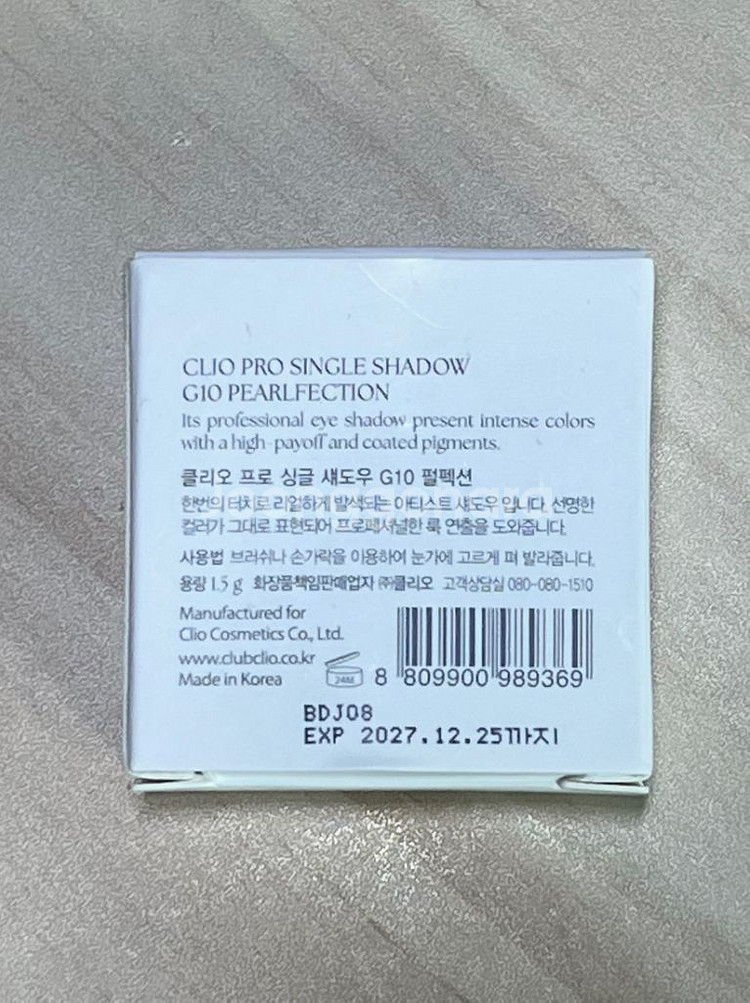 CLIO PRO SINGLE SHADOW
G10 PEARLFECTION
Its professional eye shadow present intense colors
with a high-payoff and coated pigments.
클리오 프로 싱글 섀도우 G10 펄펙션
한번의 터치로 리얼하게 발색되는 아티스트 섀도우 입니다. 선명한
컬러가 그대로 표현되어 프로페셔널한 룩 연출을 도와줍니다.
사용법 브러쉬나 손가락을 이용하여 눈가에 고르게 펴 발라줍니다.
용량 1.5 g 화장품책임판매업자 ㈜클리오 고객상담실 080-080-1510
Manufactured for
Clio Cosmetics Co., Ltd.
www.clubclio.co.kr
Made in Korea
24M
8 809900 989369
BDJ08
EXP 2027.12.25까지